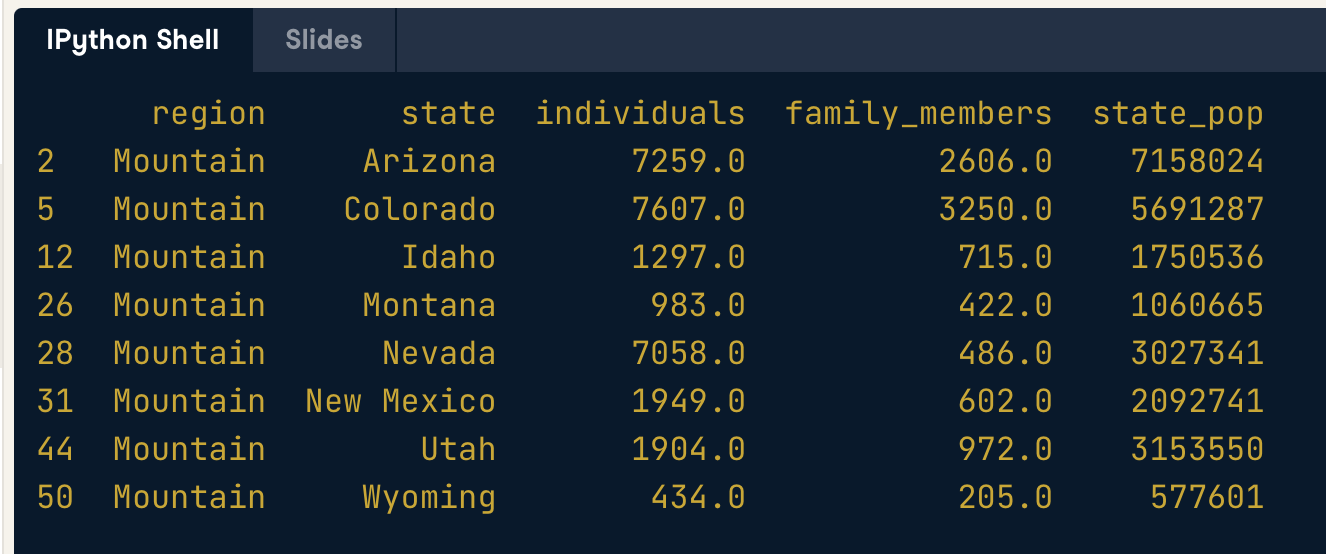 IPython Shell Slides
region state individuals family_members state_pop
2 Mountain Arizona 7259.0 2606.0 7158024
5 Mountain Colorado 7607.0 3250.0 5691287
12 Mountain Idaho 1297.0 715.0 1750536
26 Mountain Montana 983.0 422.0 1060665
28 Mountain Nevada 7058.0 486.0 3027341
31 Mountain New Mexico 1949.0 602.0 2092741
44 Mountain Utah 1904.0 972.0 3153550
50 Mountain Wyoming 434.0 205.0 577601